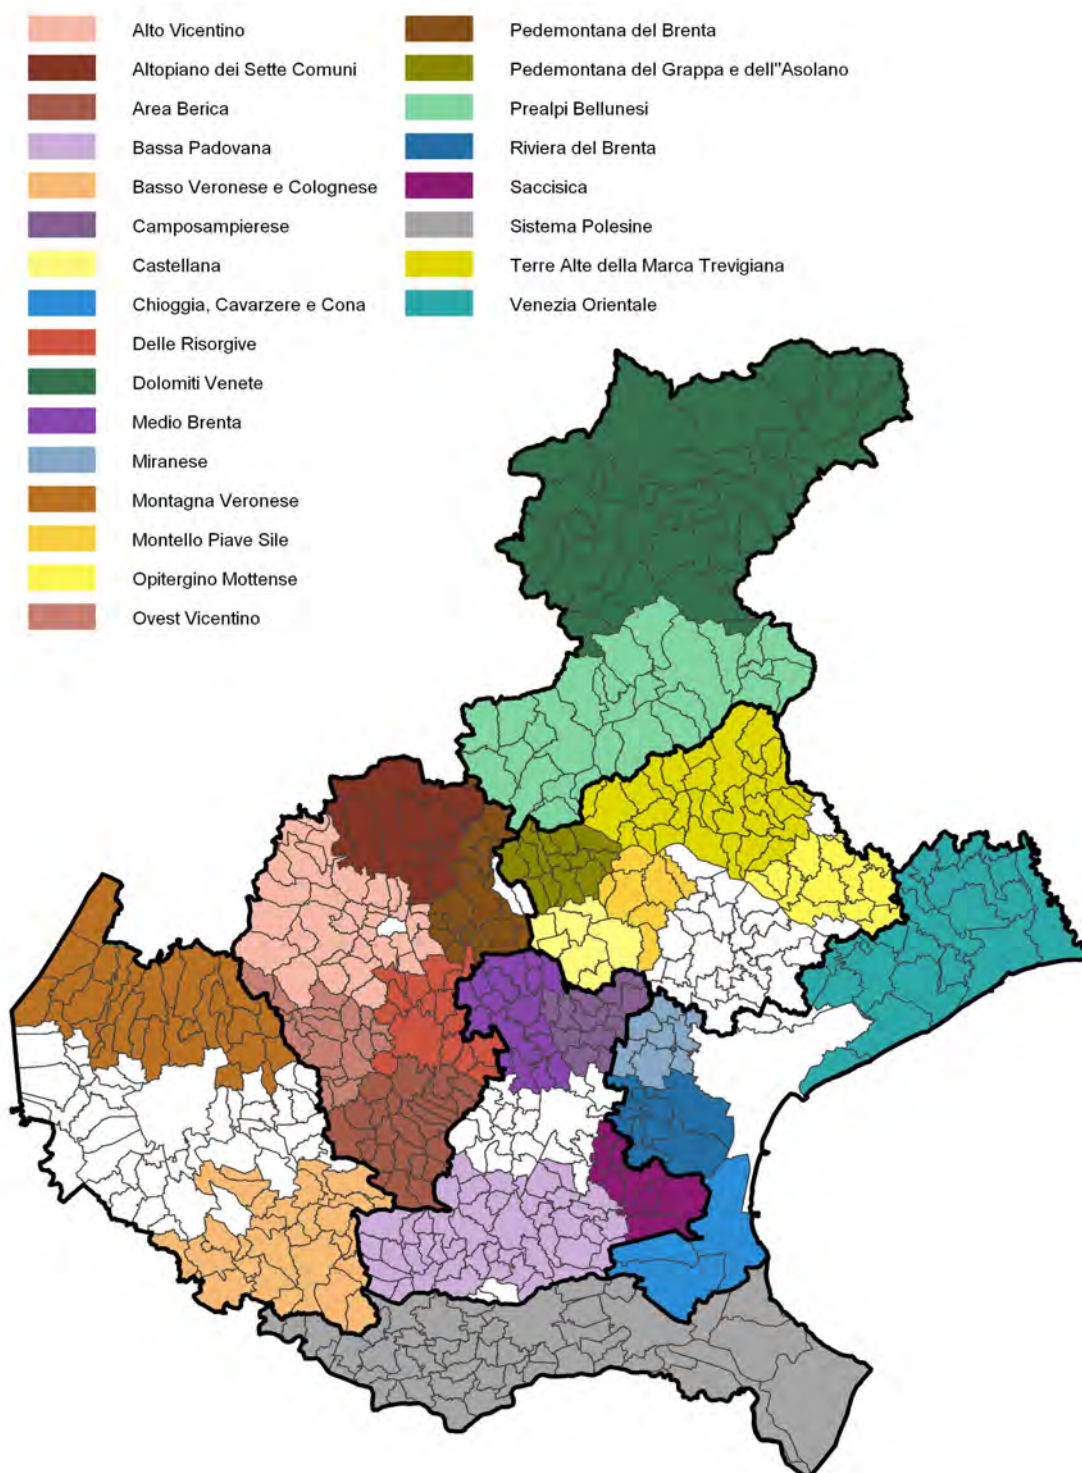 Alto Vicentino
Altopiano dei Sette Comuni
Area Berica
Bassa Padovana
Basso Veronese e Colognese
Camposampierese
Castellana
Chioggia, Cavarzere e Cona
Delle Risorgive
Dolomiti Venete
Medio Brenta
Miranese
Montagna Veronese
Montello Piave Sile
Opitergino Mottense
Ovest Vicentino
Pedemontana del Brenta
Pedemontana del Grappa e dell"Asolano
Prealpi Bellunesi
Riviera del Brenta
Saccisica
Sistema Polesine
Terre Alte della Marca Trevigiana
Venezia Orientale